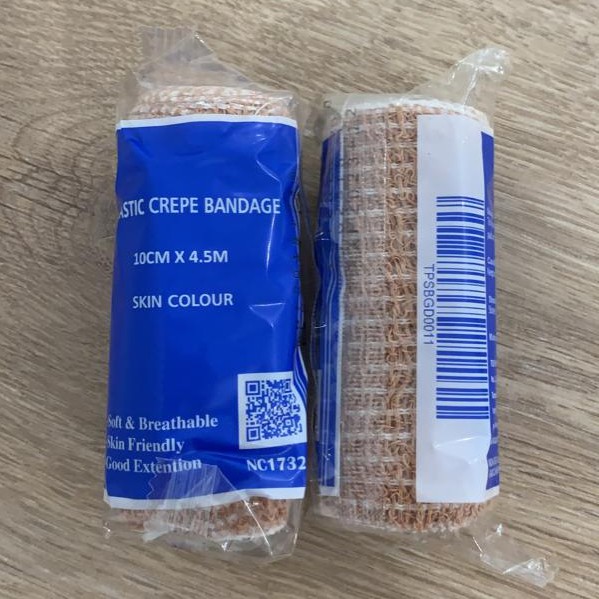 ASTIC CREPE BANDAGE
10CM X 4.5M
SKIN COLOUR
Soft & Breathable
Skin Friendly
Good Extention
NC1732
TPSBGD0011